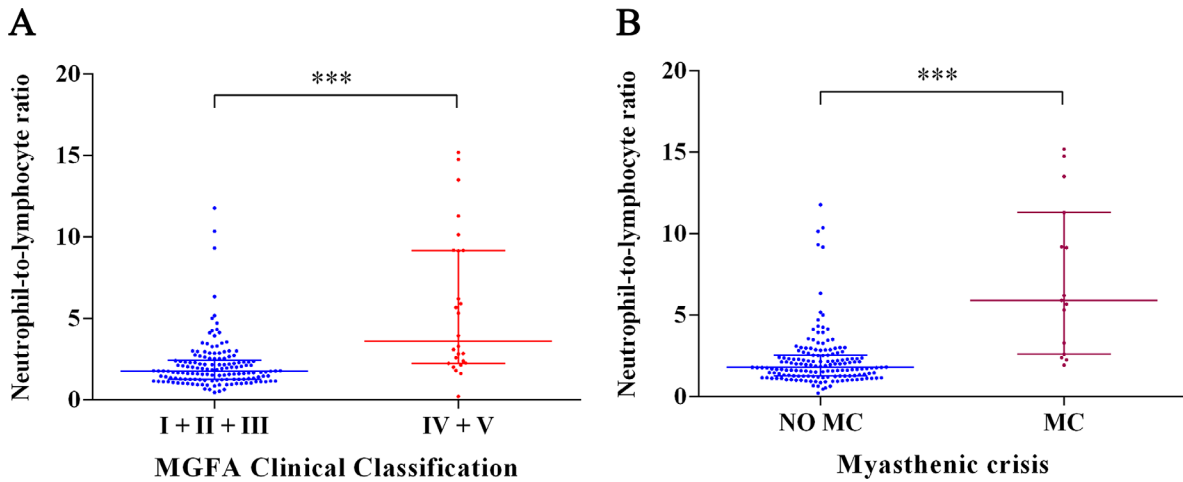 A
Neutrophil-to-lymphocyte ratio
20
15
10
5
0
***
I + II + III
IV + V
MGFA Clinical Classification
B
Neutrophil-to-lymphocyte ratio
20
15
10
5
0
***
NO MC
MC
Myasthenic crisis